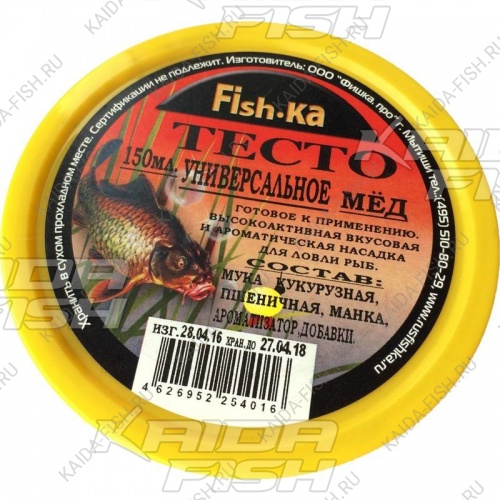 Fish.Ka
ТЕСТО
150мл. УНИВЕРСАЛЬНОЕ МЁД
ГОТОВОЕ К ПРИМЕНЕНИЮ.
ВЫСОКОАКТИВНАЯ ВКУСОВАЯ
И АРОМАТИЧЕСКАЯ НАСАДКА
ДЛЯ ЛОВЛИ РЫБ.
СОСТАВ:
МУКА КУКУРУЗНАЯ,
ПШЕНИЧНАЯ, МАНКА,
АРОМАТИЗАТОР, ДОБАВКИ.
ИЗГ. 28.04.16 ХРАН. ДО 27.04.18
4 626952 254016
Хранить в сухом прохладном месте. Сертификации не подлежит. Изготовитель: ООО "Фишка. про" г. Мытищи тел.:(495) 510-80-29, www.rusfishka.ru
KAIDA FISH
KAIDA-FISH.RU